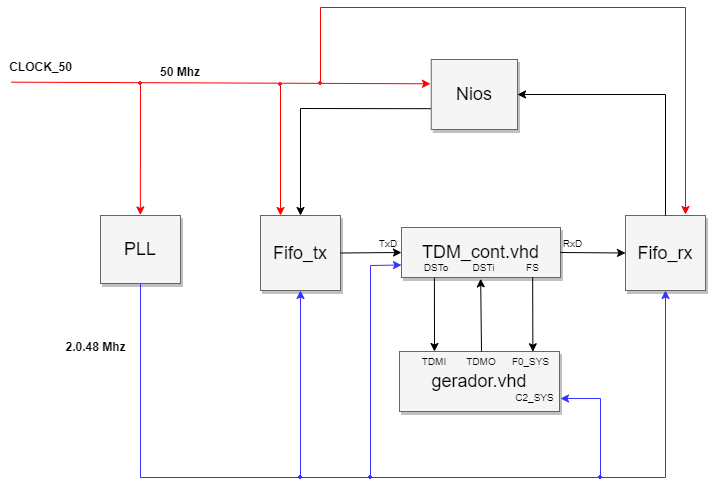 CLOCK_50
50 Mhz
Nios
PLL
Fifo_tx
TxD
TDM_cont.vhd
RxD
Fifo_rx
DSTo
DSTi
FS
2.0.48 Mhz
TDMI
TDMO
F0_SYS
gerador.vhd
C2_SYS